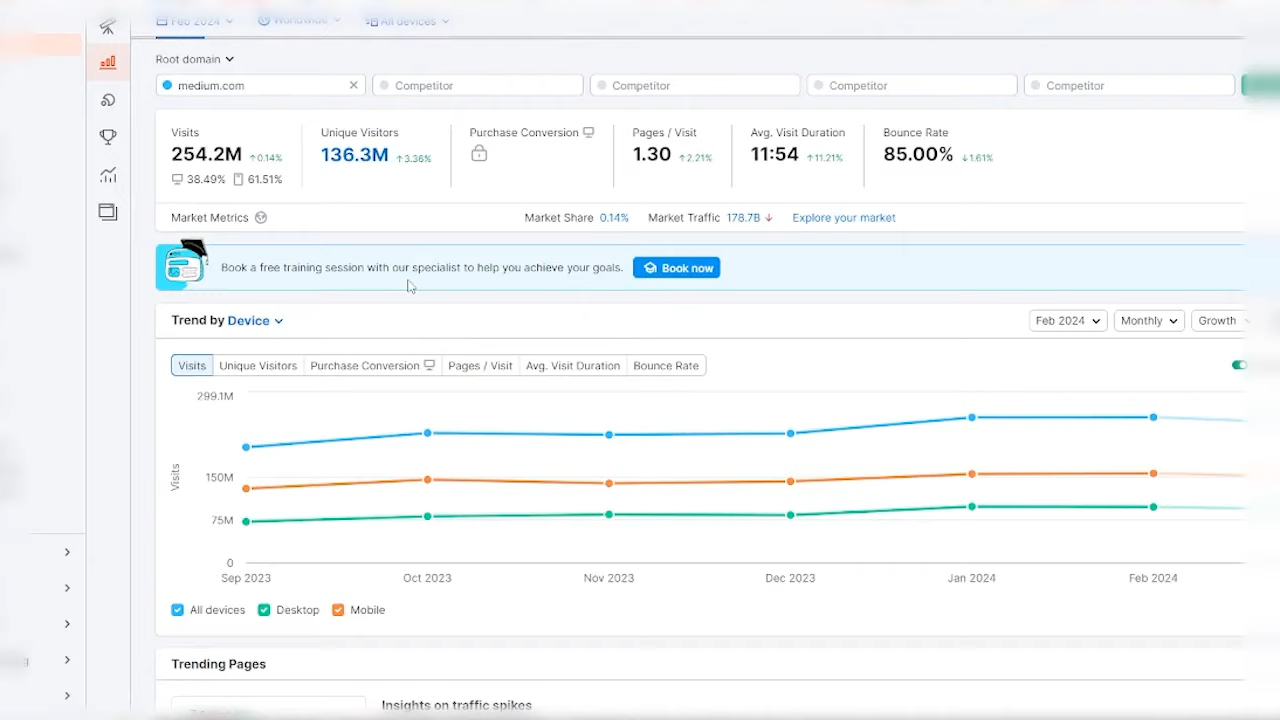 Feb 2024 Worldwide All devices
Root domain
medium.com Competitor Competitor Competitor Competitor
Visits Unique Visitors Purchase Conversion Pages / Visit Avg. Visit Duration Bounce Rate
254.2M ↑0.14% 136.3M ↑3.36% 1.30 ↑2.21% 11:54 ↑11.21% 85.00% ↓1.61%
38.49% 61.51%
Market Metrics Market Share 0.14% Market Traffic 178.7B ↓ Explore your market
Book a free training session with our specialist to help you achieve your goals. Book now
Trend by Device Feb 2024 Monthly Growth
Visits Unique Visitors Purchase Conversion Pages / Visit Avg. Visit Duration Bounce Rate
299.1M
150M
Visits
75M
0
Sep 2023 Oct 2023 Nov 2023 Dec 2023 Jan 2024 Feb 2024
All devices Desktop Mobile
Trending Pages
Insights on traffic spikes